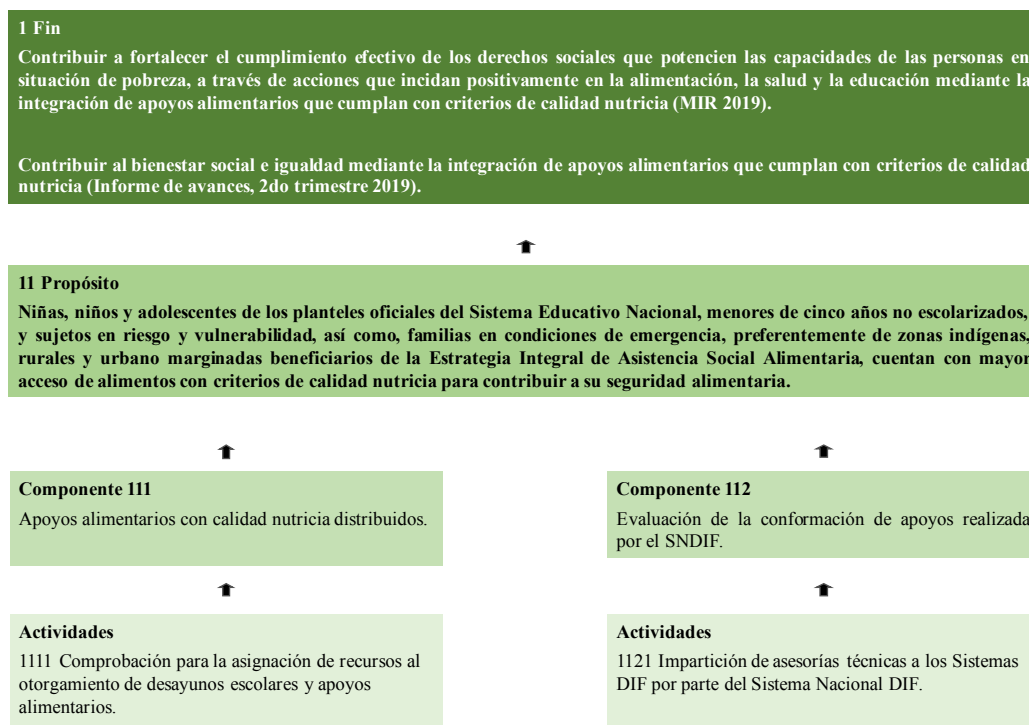 1 Fin
Contribuir a fortalecer el cumplimiento efectivo de los derechos sociales que potencien las capacidades de las personas en
situación de pobreza, a través de acciones que incidan positivamente en la alimentación, la salud y la educación mediante la
integración de apoyos alimentarios que cumplan con criterios de calidad nutricia (MIR 2019).
Contribuir al bienestar social e igualdad mediante la integración de apoyos alimentarios que cumplan con criterios de calidad
nutricia (Informe de avances, 2do trimestre 2019).
11 Propósito
Niñas, niños y adolescentes de los planteles oficiales del Sistema Educativo Nacional, menores de cinco años no escolarizados,
y sujetos en riesgo y vulnerabilidad, así como, familias en condiciones de emergencia, preferentemente de zonas indígenas,
rurales y urbano marginadas beneficiarios de la Estrategia Integral de Asistencia Social Alimentaria, cuentan con mayor
acceso de alimentos con criterios de calidad nutricia para contribuir a su seguridad alimentaria.
Componente 111
Apoyos alimentarios con calidad nutricia distribuidos.
Componente 112
Evaluación de la conformación de apoyos realizada
por el SNDIF.
Actividades
1111 Comprobación para la asignación de recursos al
otorgamiento de desayunos escolares y apoyos
alimentarios.
Actividades
1121 Impartición de asesorías técnicas a los Sistemas
DIF por parte del Sistema Nacional DIF.